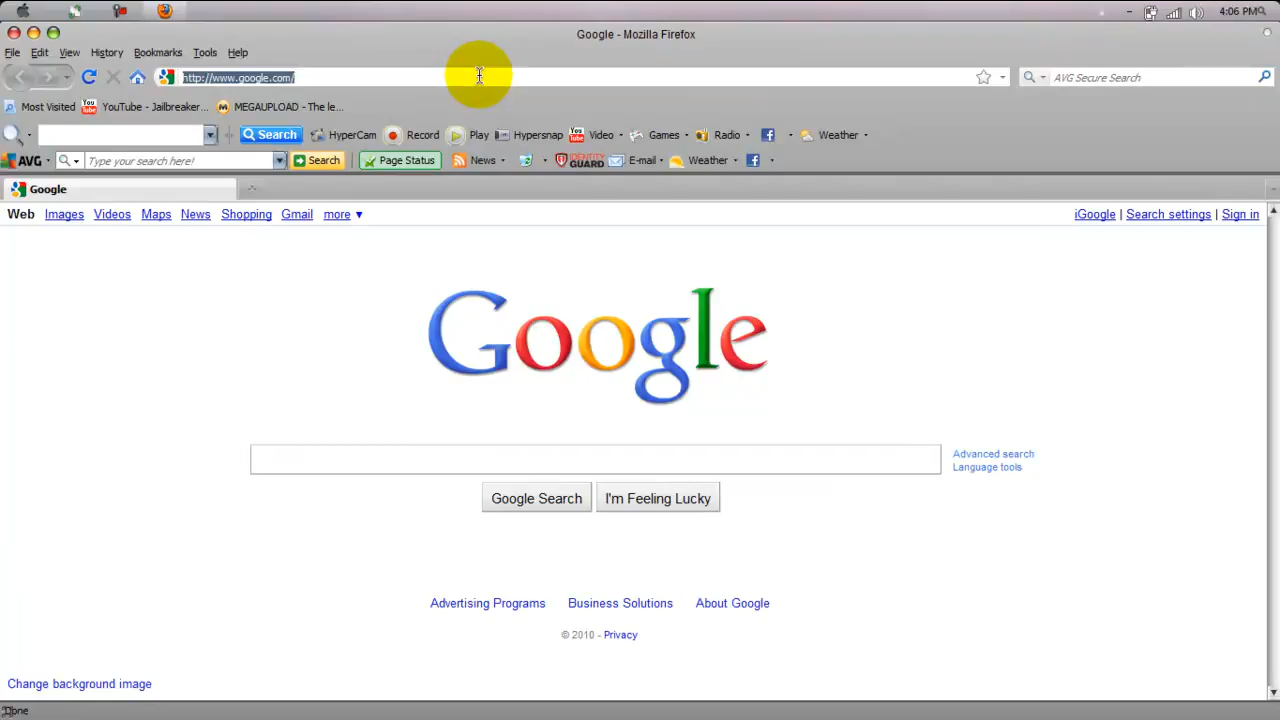 4:06 PM
Google - Mozilla Firefox
File Edit View History Bookmarks Tools Help
http://www.google.com/
AVG Secure Search
Most Visited YouTube - Jailbreaker... MEGAUPLOAD - The le...
Search HyperCam Record Play Hypersnap Video Games Radio Weather
AVG Type your search here! Search Page Status News IDENTITY GUARD E-mail Weather
Google
Web Images Videos Maps News Shopping Gmail more ▼ iGoogle | Search settings | Sign in
Google
Advanced search
Language tools
Google Search I'm Feeling Lucky
Advertising Programs Business Solutions About Google
© 2010 - Privacy
Change background image
Done